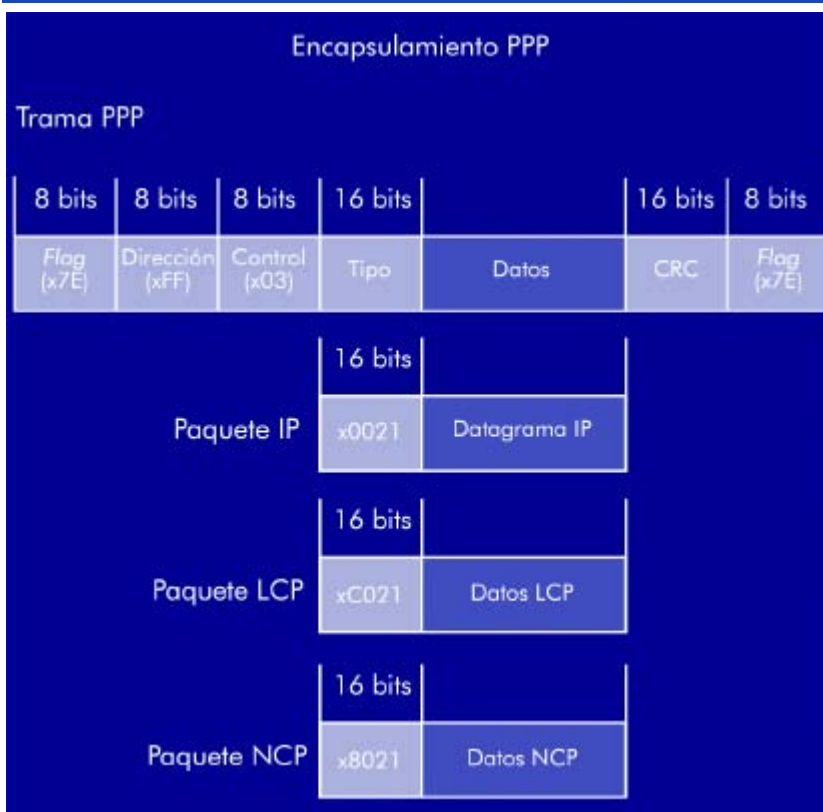 Encapsulamiento PPP
Trama PPP
8 bits 8 bits 8 bits 16 bits 16 bits 8 bits
Flag (x7E) Dirección (xFF) Control (x03) Tipo Datos CRC Flag (x7E)
16 bits
Paquete IP x0021 Datagrama IP
16 bits
Paquete LCP xC021 Datos LCP
16 bits
Paquete NCP x8021 Datos NCP